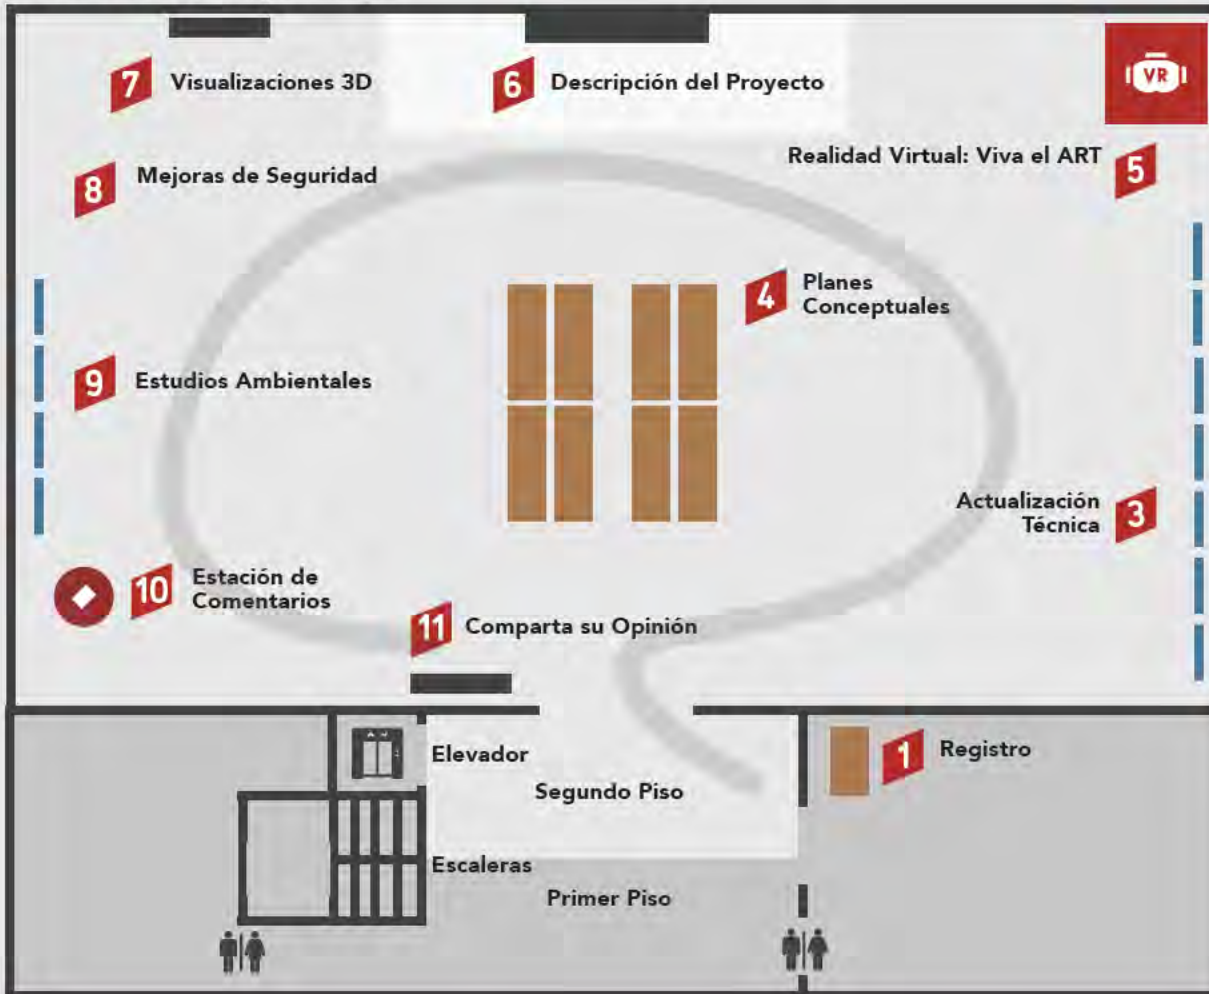 7 Visualizaciones 3D
6 Descripción del Proyecto
VR
Realidad Virtual: Viva el ART 5
8 Mejoras de Seguridad
4 Planes
Conceptuales
9 Estudios Ambientales
Actualización
Técnica 3
10 Estación de
Comentarios
11 Comparta su Opinión
Elevador
1 Registro
Segundo Piso
Escaleras
Primer Piso